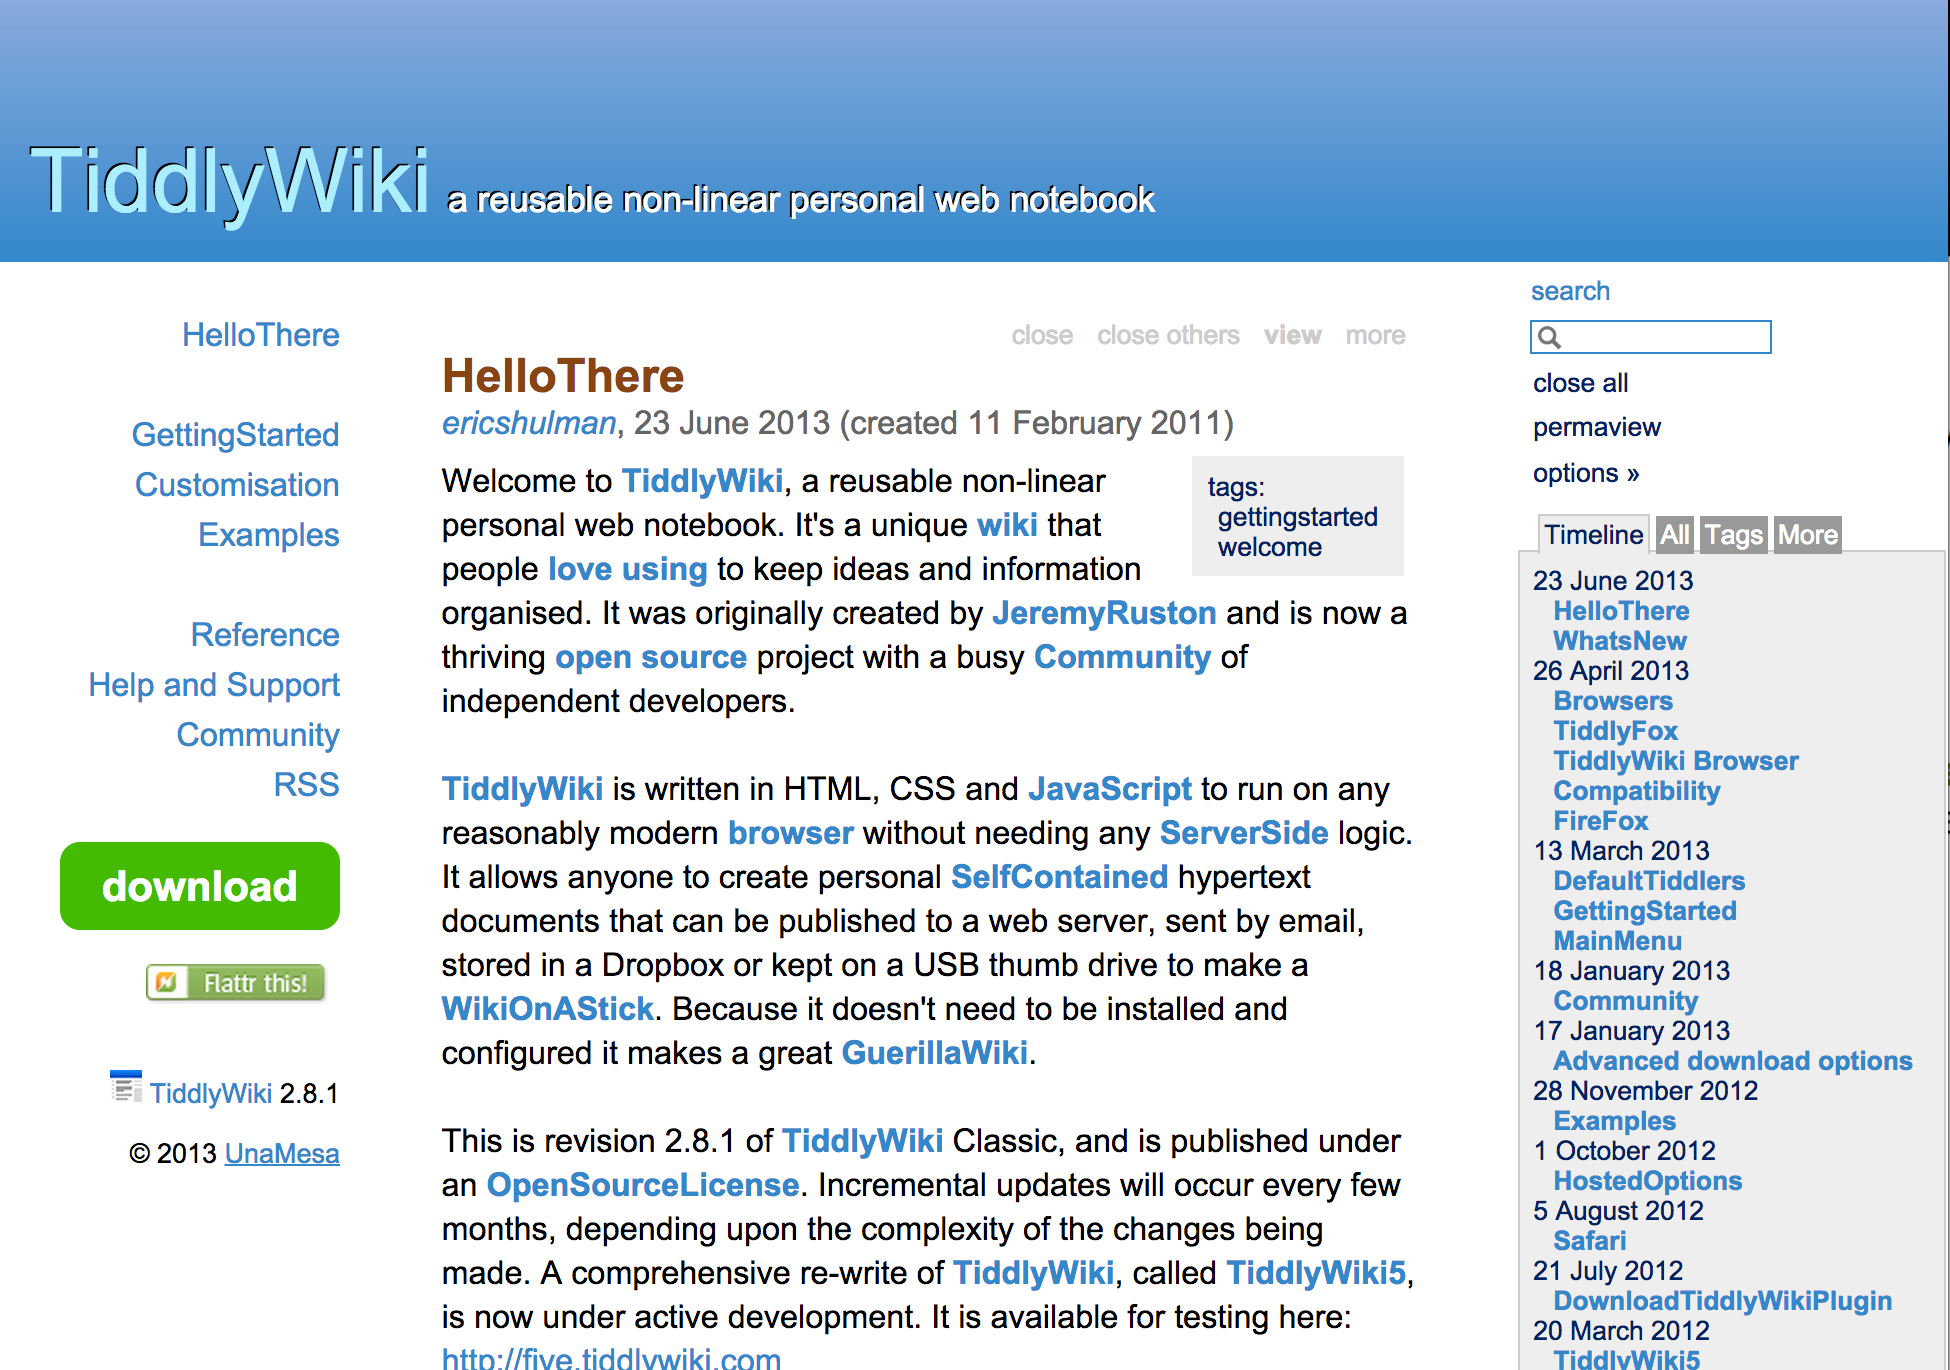 TiddlyWiki a reusable non-linear personal web notebook
HelloThere
GettingStarted
Customisation
Examples
Reference
Help and Support
Community
RSS
download
Flattr this!
TiddlyWiki 2.8.1
© 2013 UnaMesa
close close others view more
HelloThere
ericshulman, 23 June 2013 (created 11 February 2011)
tags:
gettingstarted
welcome
Welcome to TiddlyWiki, a reusable non-linear
personal web notebook. It's a unique wiki that
people love using to keep ideas and information
organised. It was originally created by JeremyRuston and is now a
thriving open source project with a busy Community of
independent developers.
TiddlyWiki is written in HTML, CSS and JavaScript to run on any
reasonably modern browser without needing any ServerSide logic.
It allows anyone to create personal SelfContained hypertext
documents that can be published to a web server, sent by email,
stored in a Dropbox or kept on a USB thumb drive to make a
WikiOnAStick. Because it doesn't need to be installed and
configured it makes a great GuerillaWiki.
This is revision 2.8.1 of TiddlyWiki Classic, and is published under
an OpenSourceLicense. Incremental updates will occur every few
months, depending upon the complexity of the changes being
made. A comprehensive re-write of TiddlyWiki, called TiddlyWiki5,
is now under active development. It is available for testing here:
http://five.tiddlywiki.com
search
close all
permaview
options »
Timeline All Tags More
23 June 2013
HelloThere
WhatsNew
26 April 2013
Browsers
TiddlyFox
TiddlyWiki Browser
Compatibility
FireFox
13 March 2013
DefaultTiddlers
GettingStarted
MainMenu
18 January 2013
Community
17 January 2013
Advanced download options
28 November 2012
Examples
1 October 2012
HostedOptions
5 August 2012
Safari
21 July 2012
DownloadTiddlyWikiPlugin
20 March 2012
TiddlyWiki5